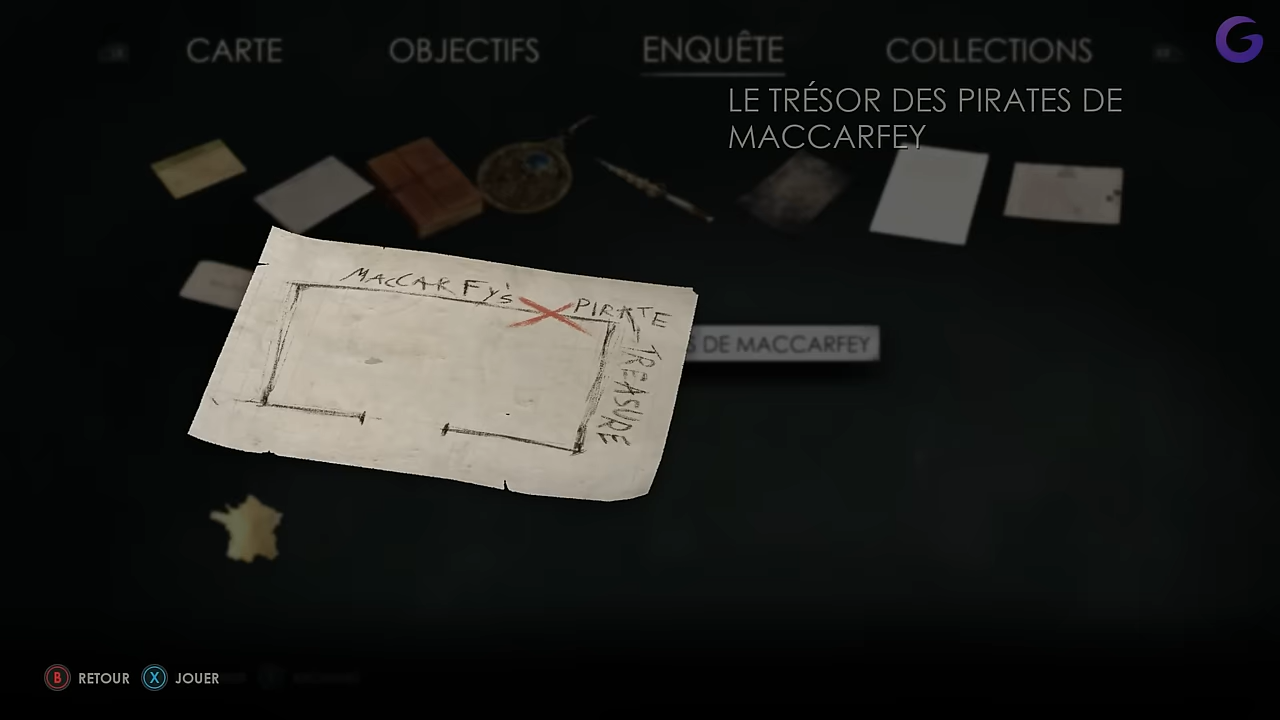 CARTE
OBJECTIFS
ENQUÊTE
COLLECTIONS
LE TRÉSOR DES PIRATES DE
MACCARFEY
MACCARFY'S
PIRATE
TREASURE
DE MACCARFEY
B RETOUR X JOUER